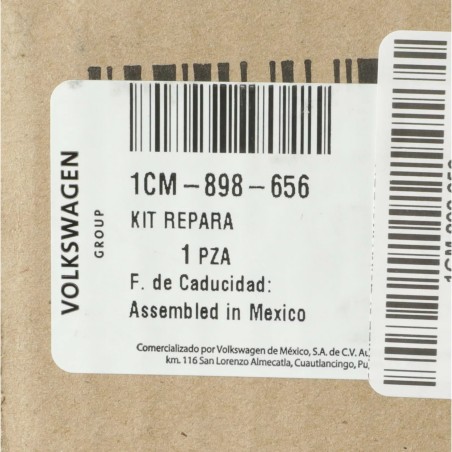 VOLKSWAGEN
GROUP
1CM-898-656
KIT REPARA
1 PZA
F. de Caducidad:
Assembled in Mexico
Comercializado por Volkswagen de México, S.A. de C.V.
km. 116 San Lorenzo Almecatla, Cuautlancingo,
1CM